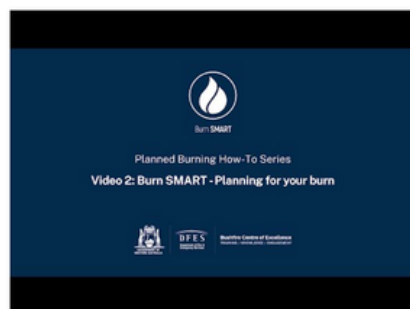 Burn SMART
Planned Burning How-To Series
Video 2: Burn SMART - Planning for your burn
DFES
Bushfire Centre of Excellence